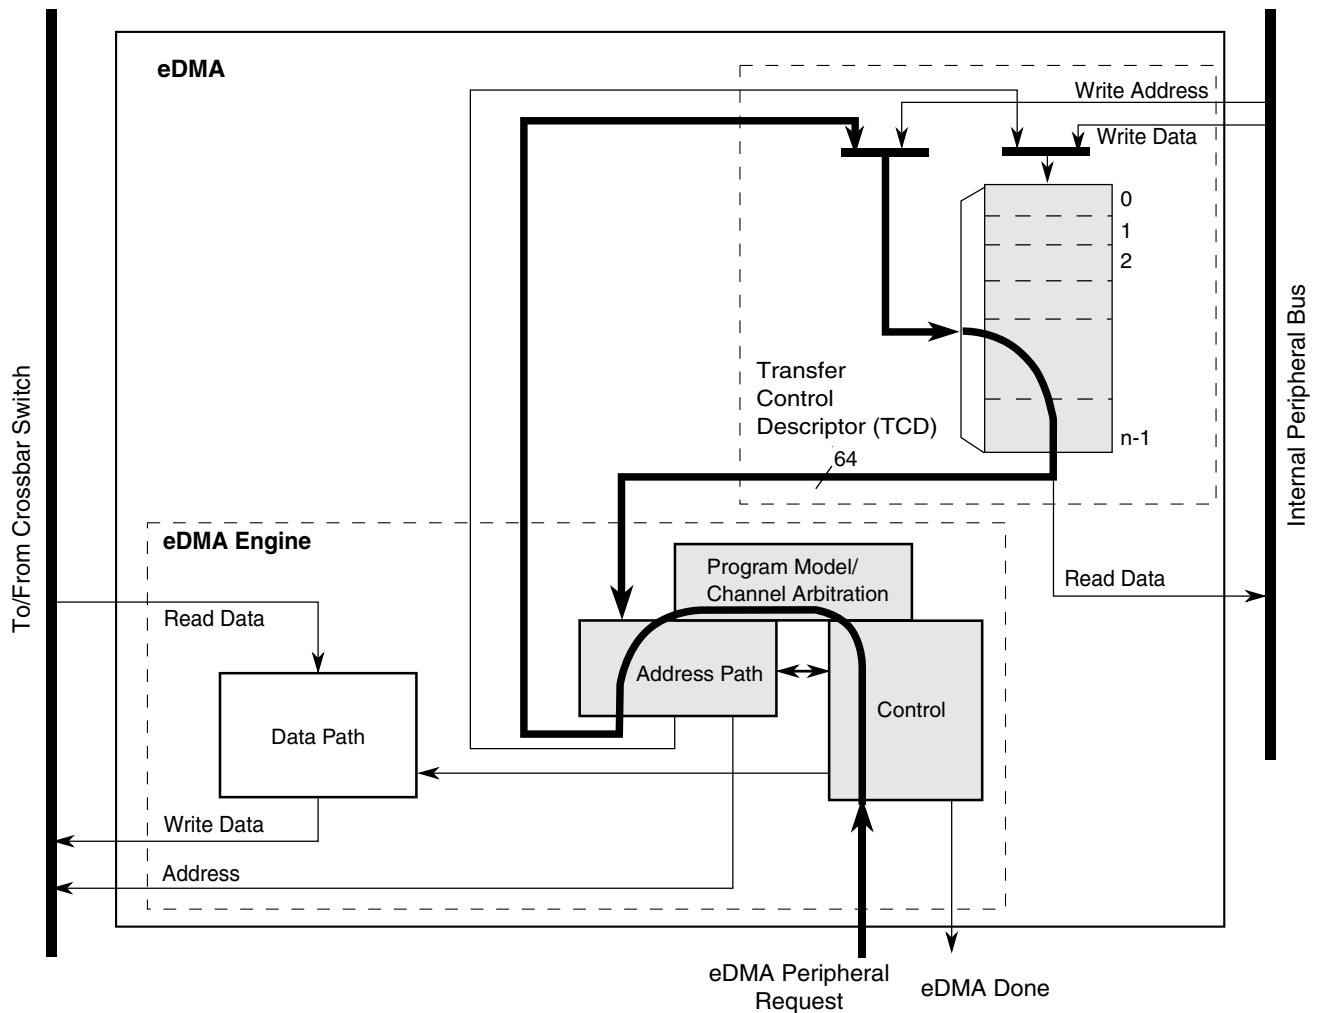 eDMA
Write Address
Write Data
0
1
2
n-1
Transfer
Control
Descriptor (TCD)
64
To/From Crossbar Switch
Internal Peripheral Bus
eDMA Engine
Program Model/
Channel Arbitration
Read Data
Read Data
Address Path
Control
Data Path
Write Data
Address
eDMA Peripheral
Request
eDMA Done